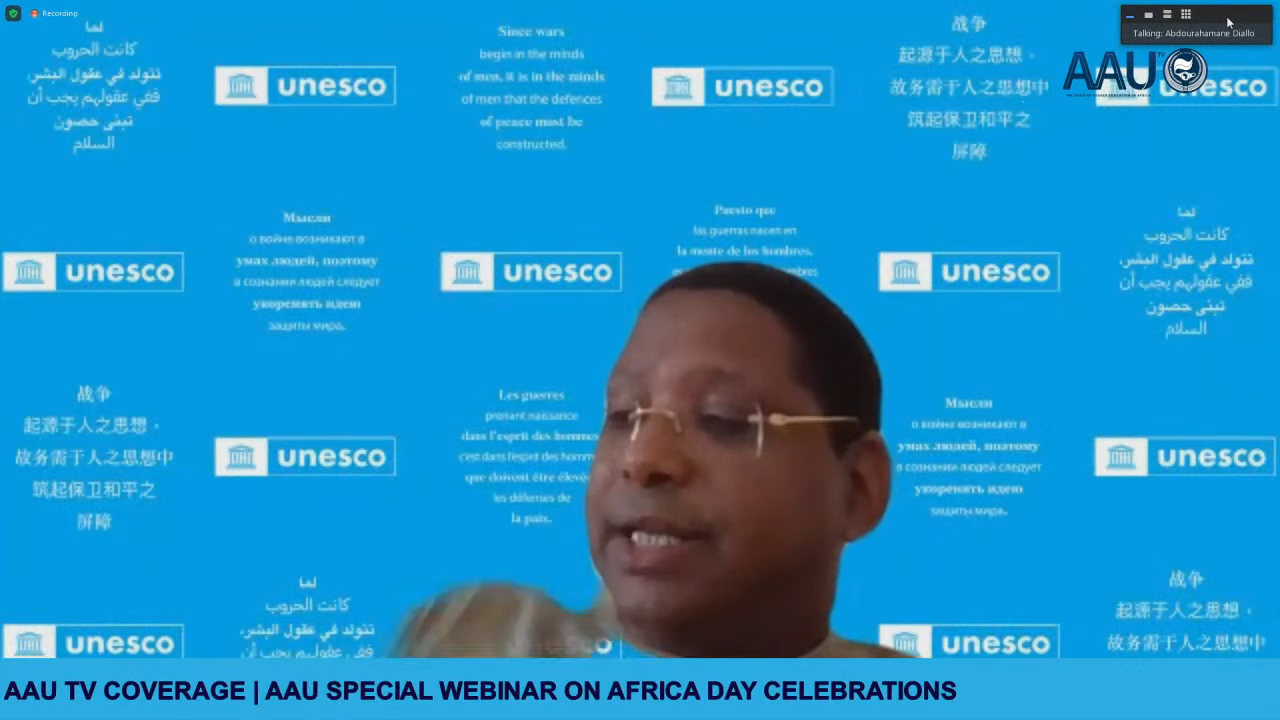 Recording
Talking: Abdourahamane Diallo
AAU TV
لما
كانت الحروب
تتولد في عقول البشر،
ففي عقولهم يجب أن
تبنى حصون
السلام
unesco
Since wars
begin in the minds
of men, it is in the minds
of men that the defences
of peace must be
constructed.
unesco
战争
起源于人之思想，
故务需于人之思想中
筑起保卫和平之
屏障
unesco
unesco
Мысли
о войне возникают в
умах людей, поэтому
в сознании людей следует
укоренять идею
защиты мира.
unesco
Puesto que
las guerras nacen en
la mente de los hombres,
unesco
لما
كانت الحروب
تتولد في عقول البشر،
ففي عقولهم يجب أن
تبنى حصون
السلام
战争
起源于人之思想，
故务需于人之思想中
筑起保卫和平之
屏障
unesco
Les guerres
prenant naissance
dans l'esprit des hommes
c'est dans l'esprit des
que doivent être
les défenses de
la paix.
Мысли
о войне возникают в
умах людей, поэтому
в сознании людей следует
укоренять идею
защиты мира.
unesco
unesco
لما
كانت الحروب
تتولد في عقول البشر،
ففي عقولهم يجب أن
unesco
战争
起源于人之思想，
故务需于人之思想中
AAU TV COVERAGE | AAU SPECIAL WEBINAR ON AFRICA DAY CELEBRATIONS